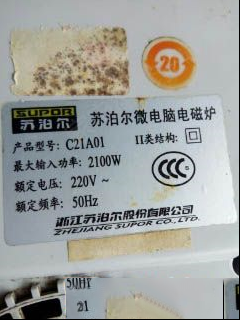 20
SUPOR
苏泊尔 苏泊尔微电脑电磁炉
产品型号: C21A01 II类结构:
最大输入功率: 2100W
额定电压: 220V~
额定频率: 50Hz
CCC
浙江苏泊尔股份有限公司
ZHEJIANG SUPOR CO.,LTD.